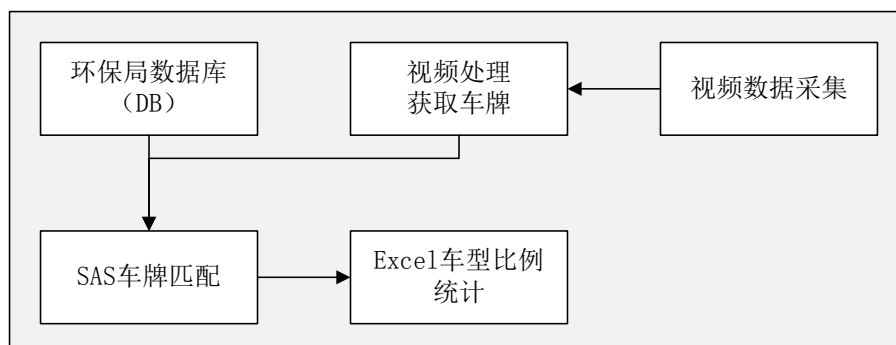 环保局数据库
（DB）
视频处理
获取车牌
视频数据采集
SAS车牌匹配
Excel车型比例
统计